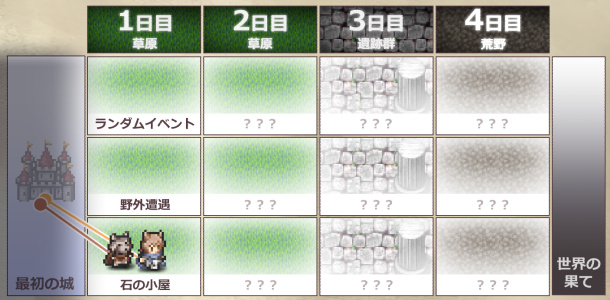 1日目
草原
2日目
草原
3日目
遺跡群
4日目
荒野
ランダムイベント
？？？
？？？
？？？
野外遭遇
？？？
？？？
？？？
最初の城
石の小屋
？？？
？？？
？？？
世界の
果て